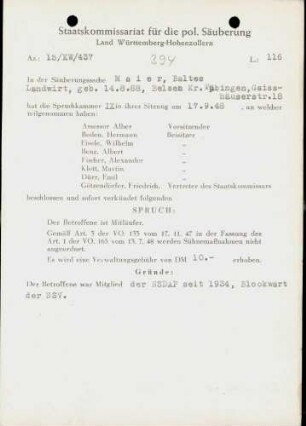 Staatskommissariat für die pol. Säuberung
Land Württemberg-Hohenzollern
Az.: 15/XE/437
394
L: 116
In der Säuberungssache M a i e r, Baltes
Landwirt, geb. 14.8.88, Belsen Kr. Tübingen, Geiss-
häuserstr.18
hat die Spruchkammer IX in ihrer Sitzung am 17.9.48, an welcher
teilgenommen haben:
Assessor Alber Vorsitzender
Boden, Hermann Besitzer
Eisele, Wilhelm „
Benz, Albert „
Fischer, Alexander „
Klett, Martin „
Dürr, Emil „
Götzendörfer, Friedrich, Vertreter des Staatskommissars
beschlossen und sofort verkündet folgenden
SPRUCH:
Der Betroffene ist Mitläufer.
Gemäß Art. 5 der VO. 133 vom 17. 11. 47 in der Fassung des
Art. 1 der VO. 165 vom 13. 7. 48 werden Sühnemaßnahmen nicht
angeordnet.
Es wird eine Verwaltungsgebühr von DM 10.- erhoben.
Gründe:
Der Betroffene war Mitglied der NSDAP seit 1934, Blockwart
der NSV.